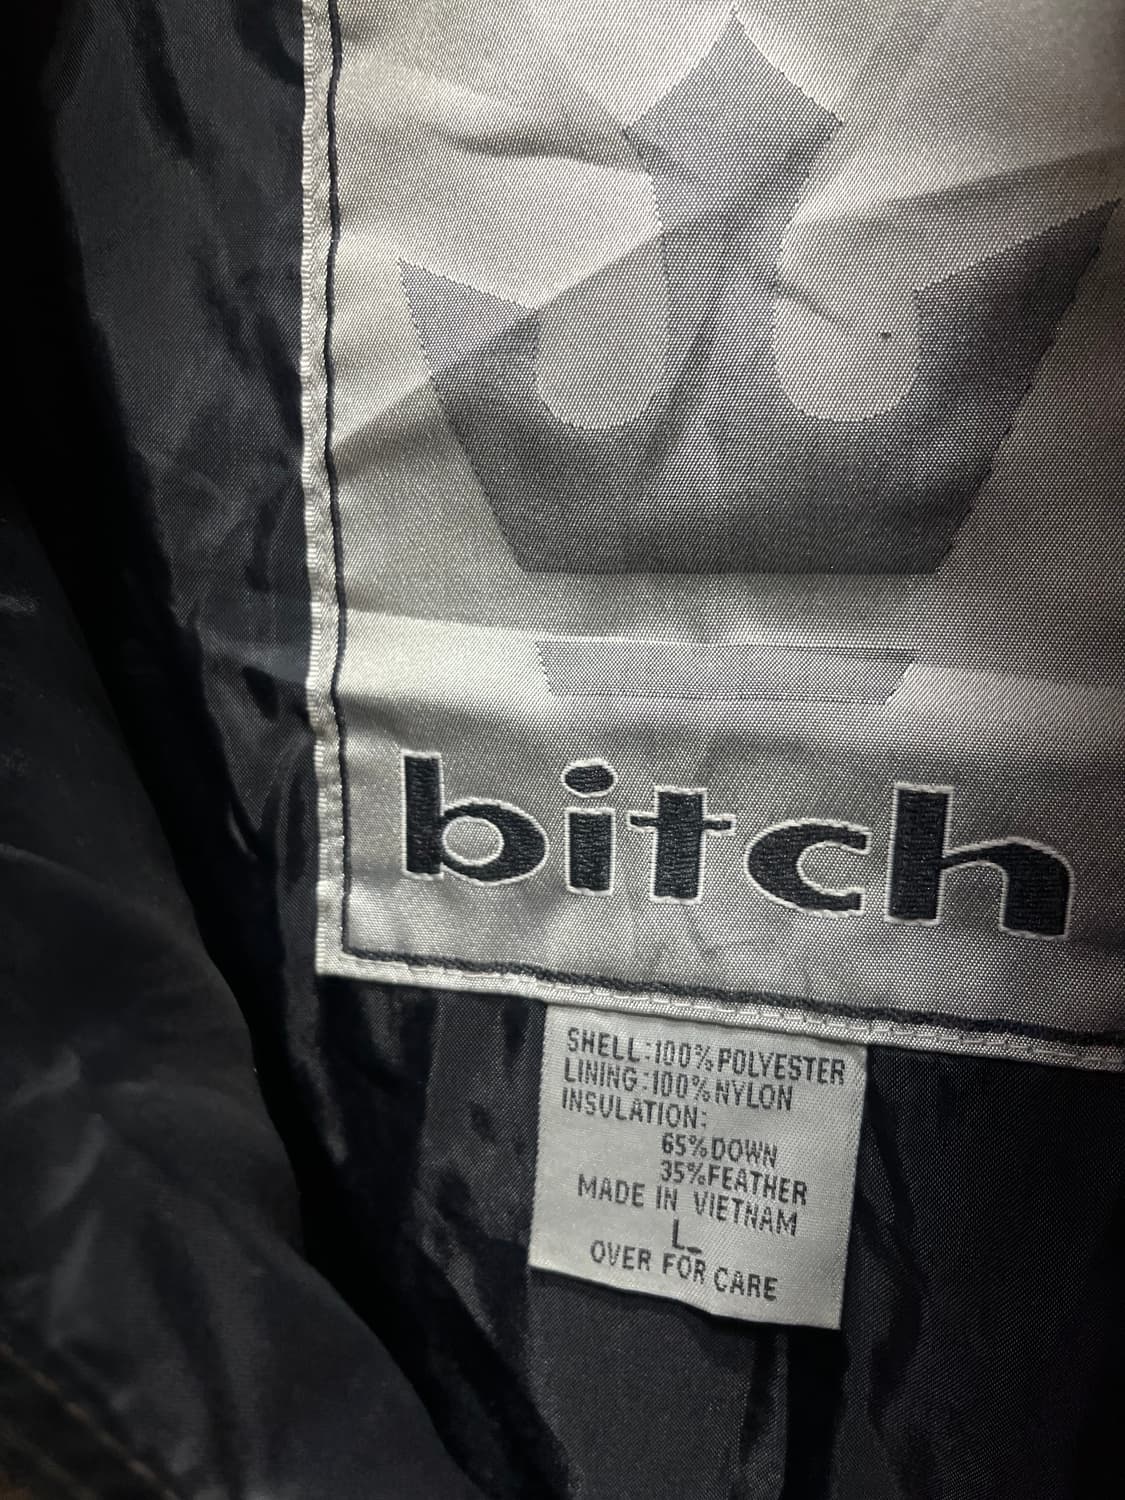 bitch
SHELL:100%POLYESTER
LINING:100%NYLON
INSULATION:
65%DOWN
35%FEATHER
MADE IN VIETNAM
L
OVER FOR CARE